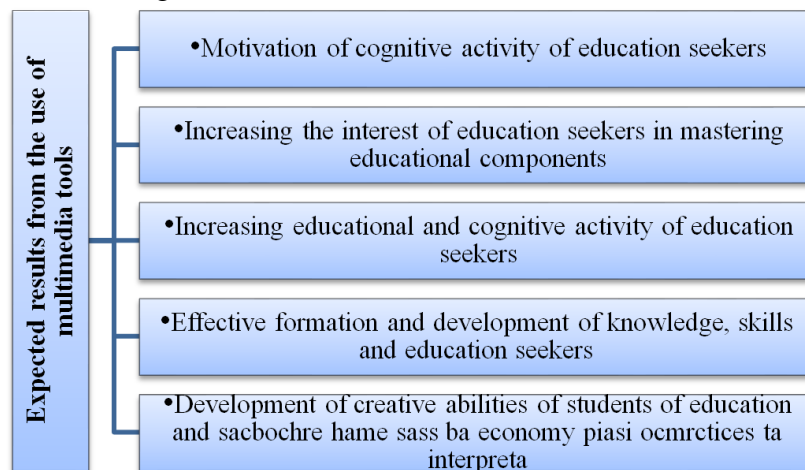 Expected results from the use of
multimedia tools
•Motivation of cognitive activity of education seekers
•Increasing the interest of education seekers in mastering
educational components
•Increasing educational and cognitive activity of education
seekers
•Effective formation and development of knowledge, skills
and education seekers
•Development of creative abilities of students of education
and sacbochre hame sass ba economy piasi ocmrctices ta
interpreta